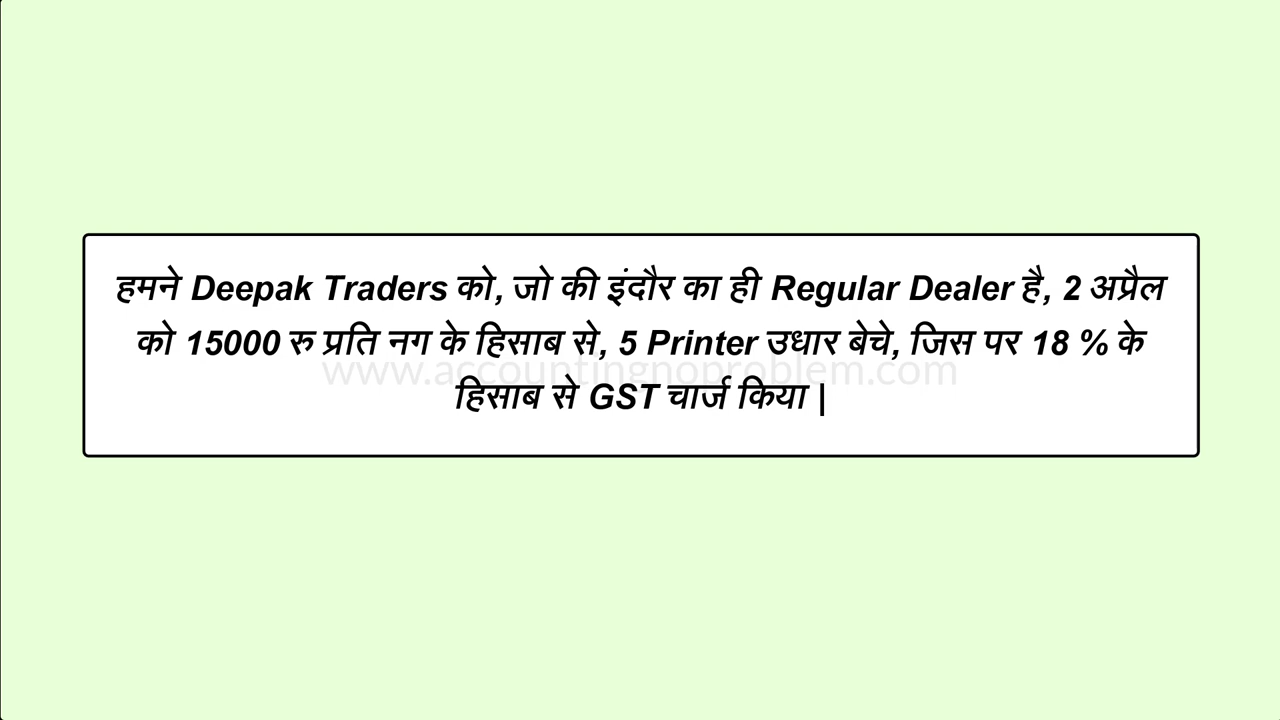 हमने Deepak Traders को, जो की इंदौर का ही Regular Dealer है, 2 अप्रैल
को 15000 रु प्रति नग के हिसाब से, 5 Printer उधार बेचे, जिस पर 18 % के
www.accountingnoproblem.com
हिसाब से GST चार्ज किया |